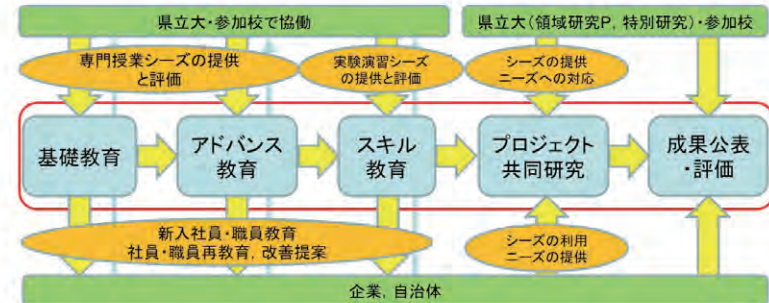 県立大・参加校で協働
県立大(領域研究P, 特別研究)・参加校
専門授業シーズの提供
と評価
実験演習シーズ
の提供と評価
シーズの提供
ニーズへの対応
基礎教育
アドバンス
教育
スキル
教育
プロジェクト
共同研究
成果公表
・評価
新入社員・職員教育
社員・職員再教育, 改善提案
シーズの利用
ニーズの提供
企業, 自治体